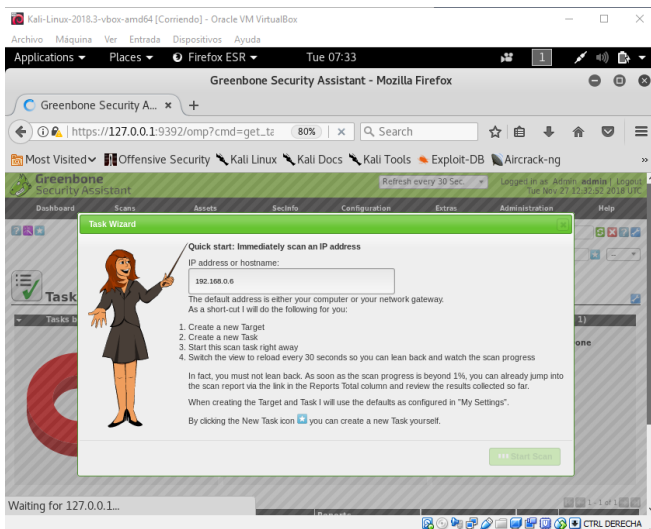 Kali-Linux-2018.3-vbox-amd64 [Corriendo] - Oracle VM VirtualBox
Archivo Máquina Ver Entrada Dispositivos Ayuda
Applications Places Firefox ESR Tue 07:33 1
Greenbone Security Assistant - Mozilla Firefox
Greenbone Security A...
https://127.0.0.1:9392/omp?cmd=get_ta 80% Search
Most Visited Offensive Security Kali Linux Kali Docs Kali Tools Exploit-DB Aircrack-ng »
Greenbone Security Assistant
Refresh every 30 Sec.
Logged in as Admin admin | Logout
Tue Nov 27 12:32:52 2018 UTC
Dashboard Scans Assets SecInfo Configuration Extras Administration Help
Task Wizard
Quick start: Immediately scan an IP address
IP address or hostname:
192.168.0.6
The default address is either your computer or your network gateway.
As a short-cut I will do the following for you:
1. Create a new Target
2. Create a new Task
3. Start this scan task right away
4. Switch the view to reload every 30 seconds so you can lean back and watch the scan progress
In fact, you must not lean back. As soon as the scan progress is beyond 1%, you can already jump into
the scan report via the link in the Reports Total column and review the results collected so far.
When creating the Target and Task I will use the defaults as configured in "My Settings".
By clicking the New Task icon you can create a new Task yourself.
Start Scan
Task
Tasks b
1)
one
1 - 1 of 1
Waiting for 127.0.0.1...
Reports
CTRL DERECHA